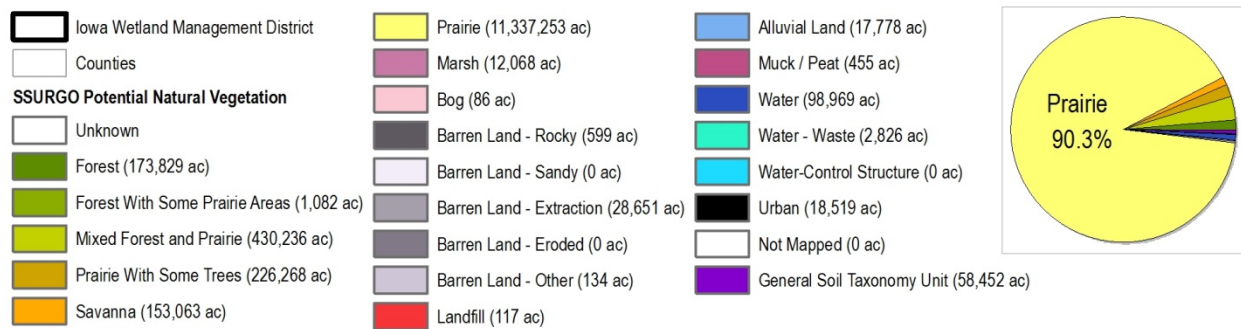 Iowa Wetland Management District
Counties
SSURGO Potential Natural Vegetation
Unknown
Forest (173,829 ac)
Forest With Some Prairie Areas (1,082 ac)
Mixed Forest and Prairie (430,236 ac)
Prairie With Some Trees (226,268 ac)
Savanna (153,063 ac)
Prairie (11,337,253 ac)
Marsh (12,068 ac)
Bog (86 ac)
Barren Land - Rocky (599 ac)
Barren Land - Sandy (0 ac)
Barren Land - Extraction (28,651 ac)
Barren Land - Eroded (0 ac)
Barren Land - Other (134 ac)
Landfill (117 ac)
Alluvial Land (17,778 ac)
Muck / Peat (455 ac)
Water (98,969 ac)
Water - Waste (2,826 ac)
Water-Control Structure (0 ac)
Urban (18,519 ac)
Not Mapped (0 ac)
General Soil Taxonomy Unit (58,452 ac)
Prairie
90.3%